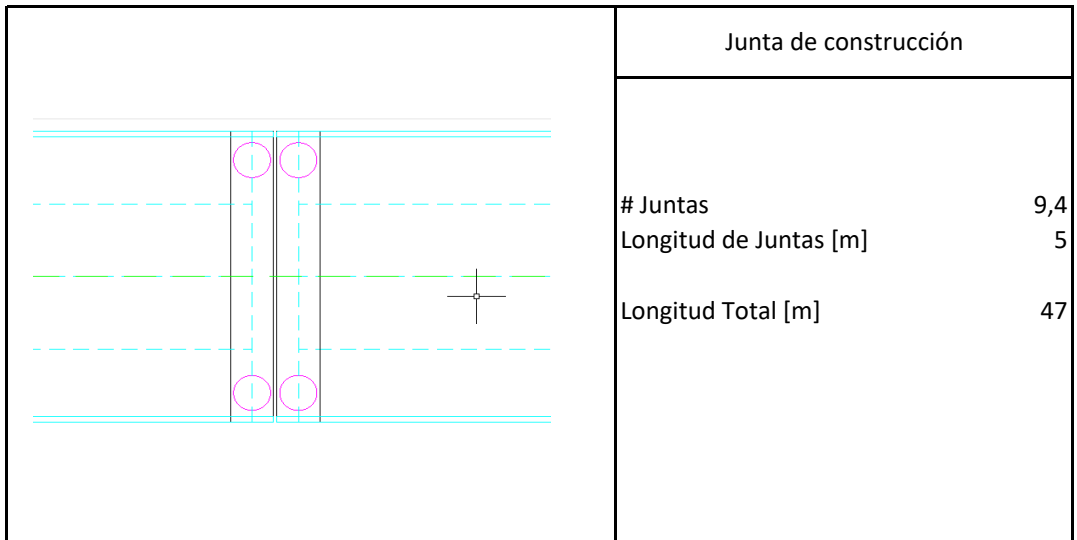 Junta de construcción
# Juntas 9,4
Longitud de Juntas [m] 5
Longitud Total [m] 47